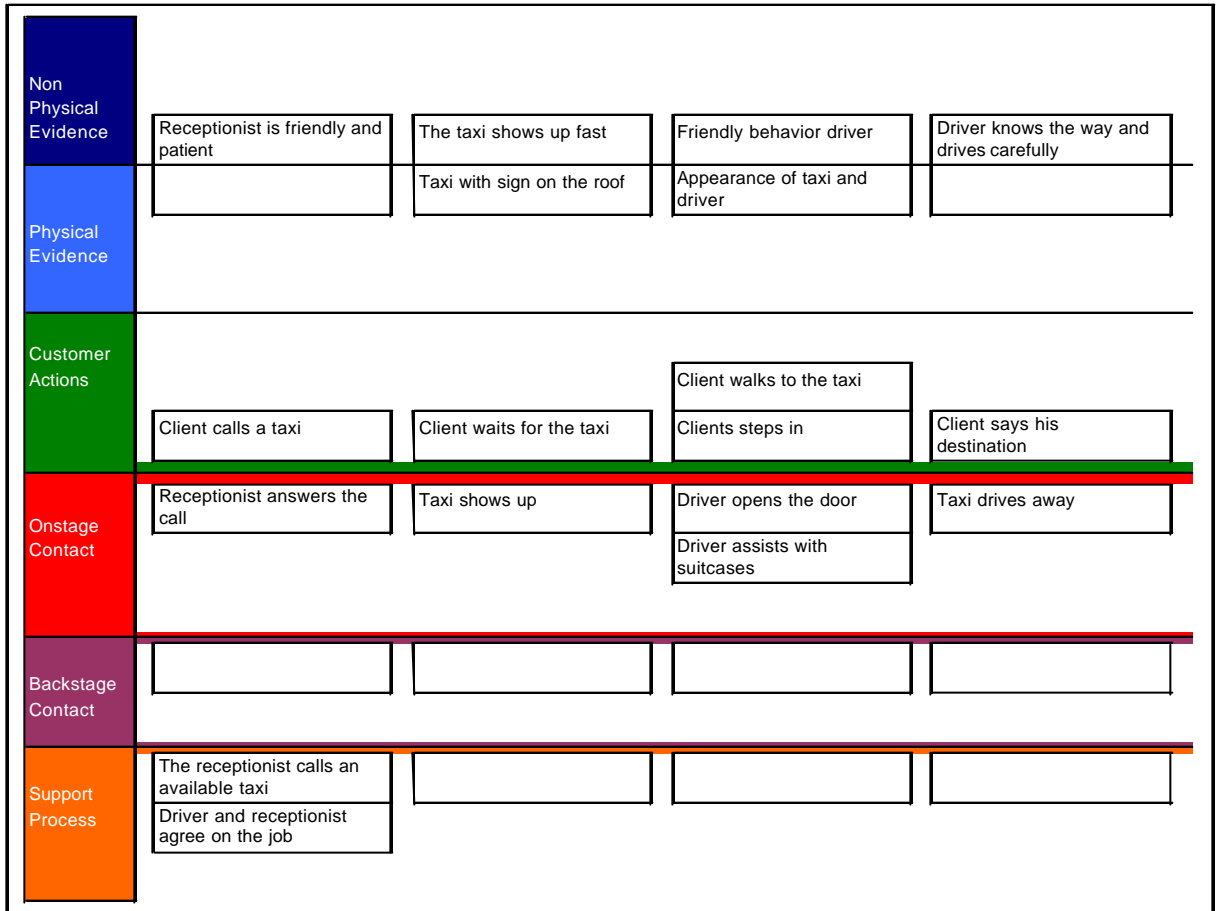 Non
Physical
Evidence
Receptionist is friendly and
patient
The taxi shows up fast
Friendly behavior driver
Driver knows the way and
drives carefully
Physical
Evidence
Taxi with sign on the roof
Appearance of taxi and
driver
Customer
Actions
Client calls a taxi
Client waits for the taxi
Client walks to the taxi
Clients steps in
Client says his
destination
Onstage
Contact
Receptionist answers the
call
Taxi shows up
Driver opens the door
Driver assists with
suitcases
Taxi drives away
Backstage
Contact
Support
Process
The receptionist calls an
available taxi
Driver and receptionist
agree on the job